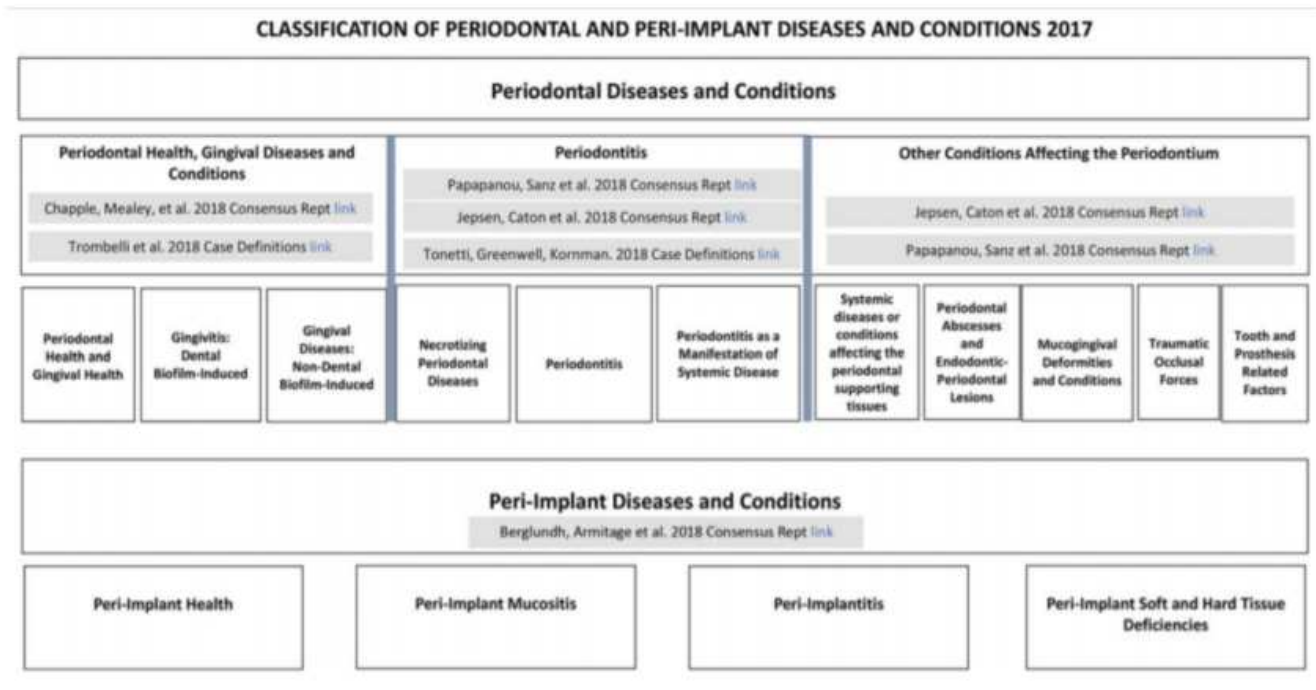 CLASSIFICATION OF PERIODONTAL AND PERI-IMPLANT DISEASES AND CONDITIONS 2017
Periodontal Diseases and Conditions
Periodontal Health, Gingival Diseases and
Conditions
Chapple, Mealey, et al. 2018 Consensus Rept link
Trombelli et al. 2018 Case Definitions link
Periodontitis
Papapanou, Sanz et al. 2018 Consensus Rept link
Jepsen, Caton et al. 2018 Consensus Rept link
Tonetti, Greenwell, Kornman. 2018 Case Definitions link
Other Conditions Affecting the Periodontium
Jepsen, Caton et al. 2018 Consensus Rept link
Papapanou, Sanz et al. 2018 Consensus Rept link
Periodontal
Health and
Gingival Health
Gingivitis:
Dental
Biofilm-Induced
Gingival
Diseases:
Non-Dental
Biofilm-Induced
Necrotizing
Periodontal
Diseases
Periodontitis
Periodontitis as a
Manifestation of
Systemic Disease
Systemic
diseases or
conditions
affecting the
periodontal
supporting
tissues
Periodontal
Abscesses
and
Endodontic-
Periodontal
Lesions
Mucogingival
Deformities
and Conditions
Traumatic
Occlusal
Forces
Tooth and
Prosthesis
Related
Factors
Peri-Implant Diseases and Conditions
Berglundh, Armitage et al. 2018 Consensus Rept link
Peri-Implant Health
Peri-Implant Mucositis
Peri-Implantitis
Peri-Implant Soft and Hard Tissue
Deficiencies